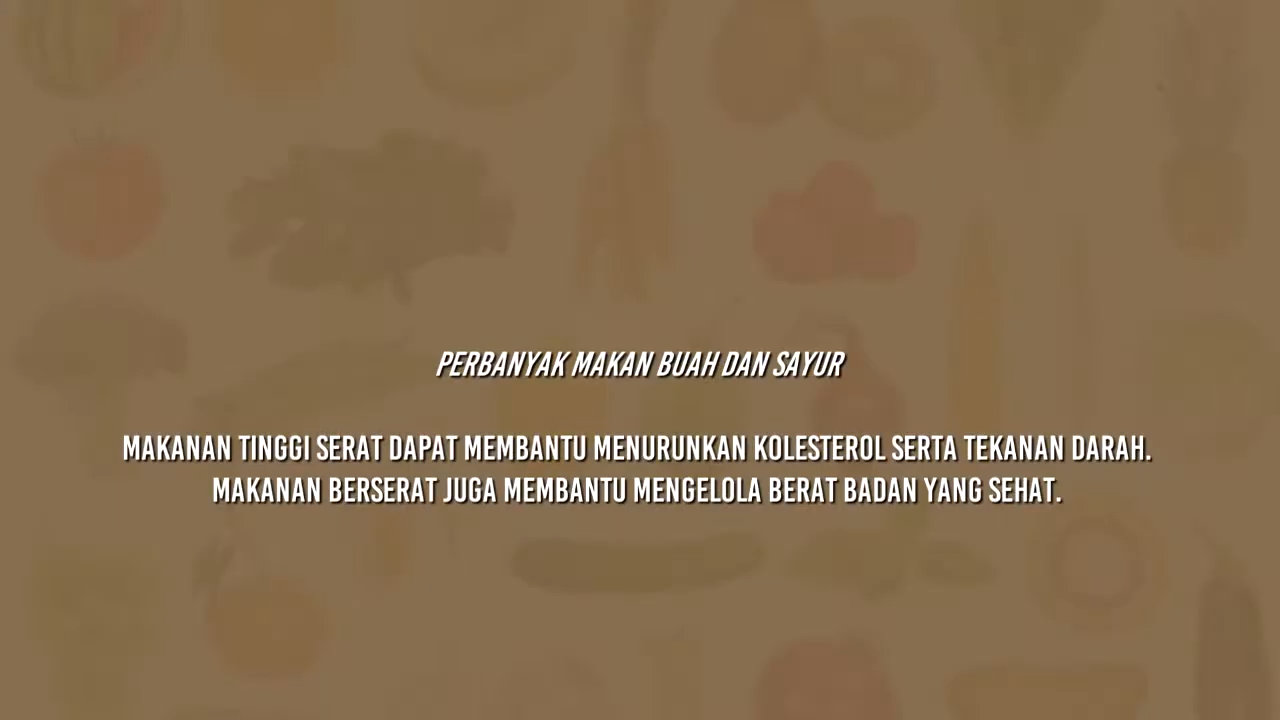 PERBANYAK MAKAN BUAH DAN SAYUR
MAKANAN TINGGI SERAT DAPAT MEMBANTU MENURUNKAN KOLESTEROL SERTA TEKANAN DARAH.
MAKANAN BERSERAT JUGA MEMBANTU MENGELOLA BERAT BADAN YANG SEHAT.